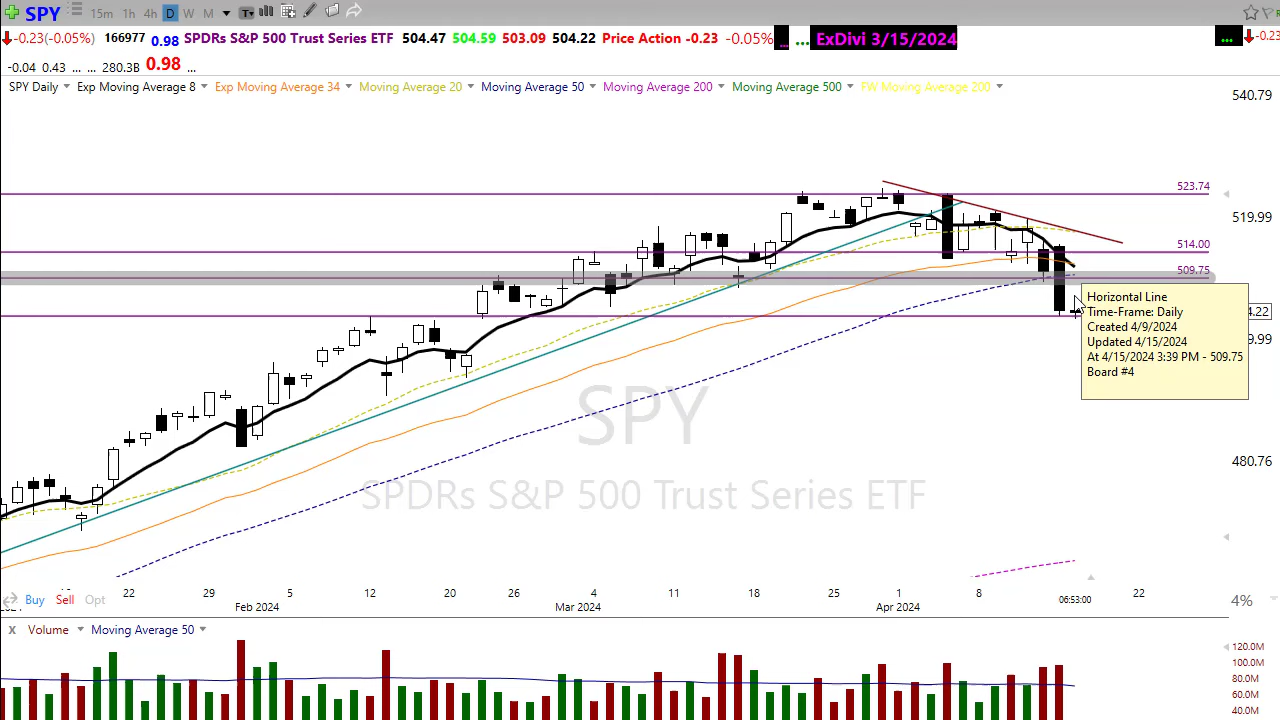 SPY 15m 1h 4h D W M
-0.23(-0.05%) 166977 0.98 SPDRs S&P 500 Trust Series ETF 504.47 504.59 503.09 504.22 Price Action -0.23 -0.05% ... ... ExDivi 3/15/2024 ... -0.23
-0.04 0.43 ... ... 280.3B 0.98 ...
SPY Daily Exp Moving Average 8 Exp Moving Average 34 Moving Average 20 Moving Average 50 Moving Average 200 Moving Average 500 FW Moving Average 200
540.79
523.74
519.99
514.00
509.75
Horizontal Line
Time-Frame: Daily
Created 4/9/2024
Updated 4/15/2024
At 4/15/2024 3:39 PM - 509.75
Board #4
4.22
9.99
SPY
480.76
SPDRs S&P 500 Trust Series ETF
22 29 5 12 20 26 4 11 18 25 1 8 22
Buy Sell Opt
06:53:00
4%
Feb 2024 Mar 2024 Apr 2024
X Volume Moving Average 50
120.0M
100.0M
80.0M
60.0M
40.0M